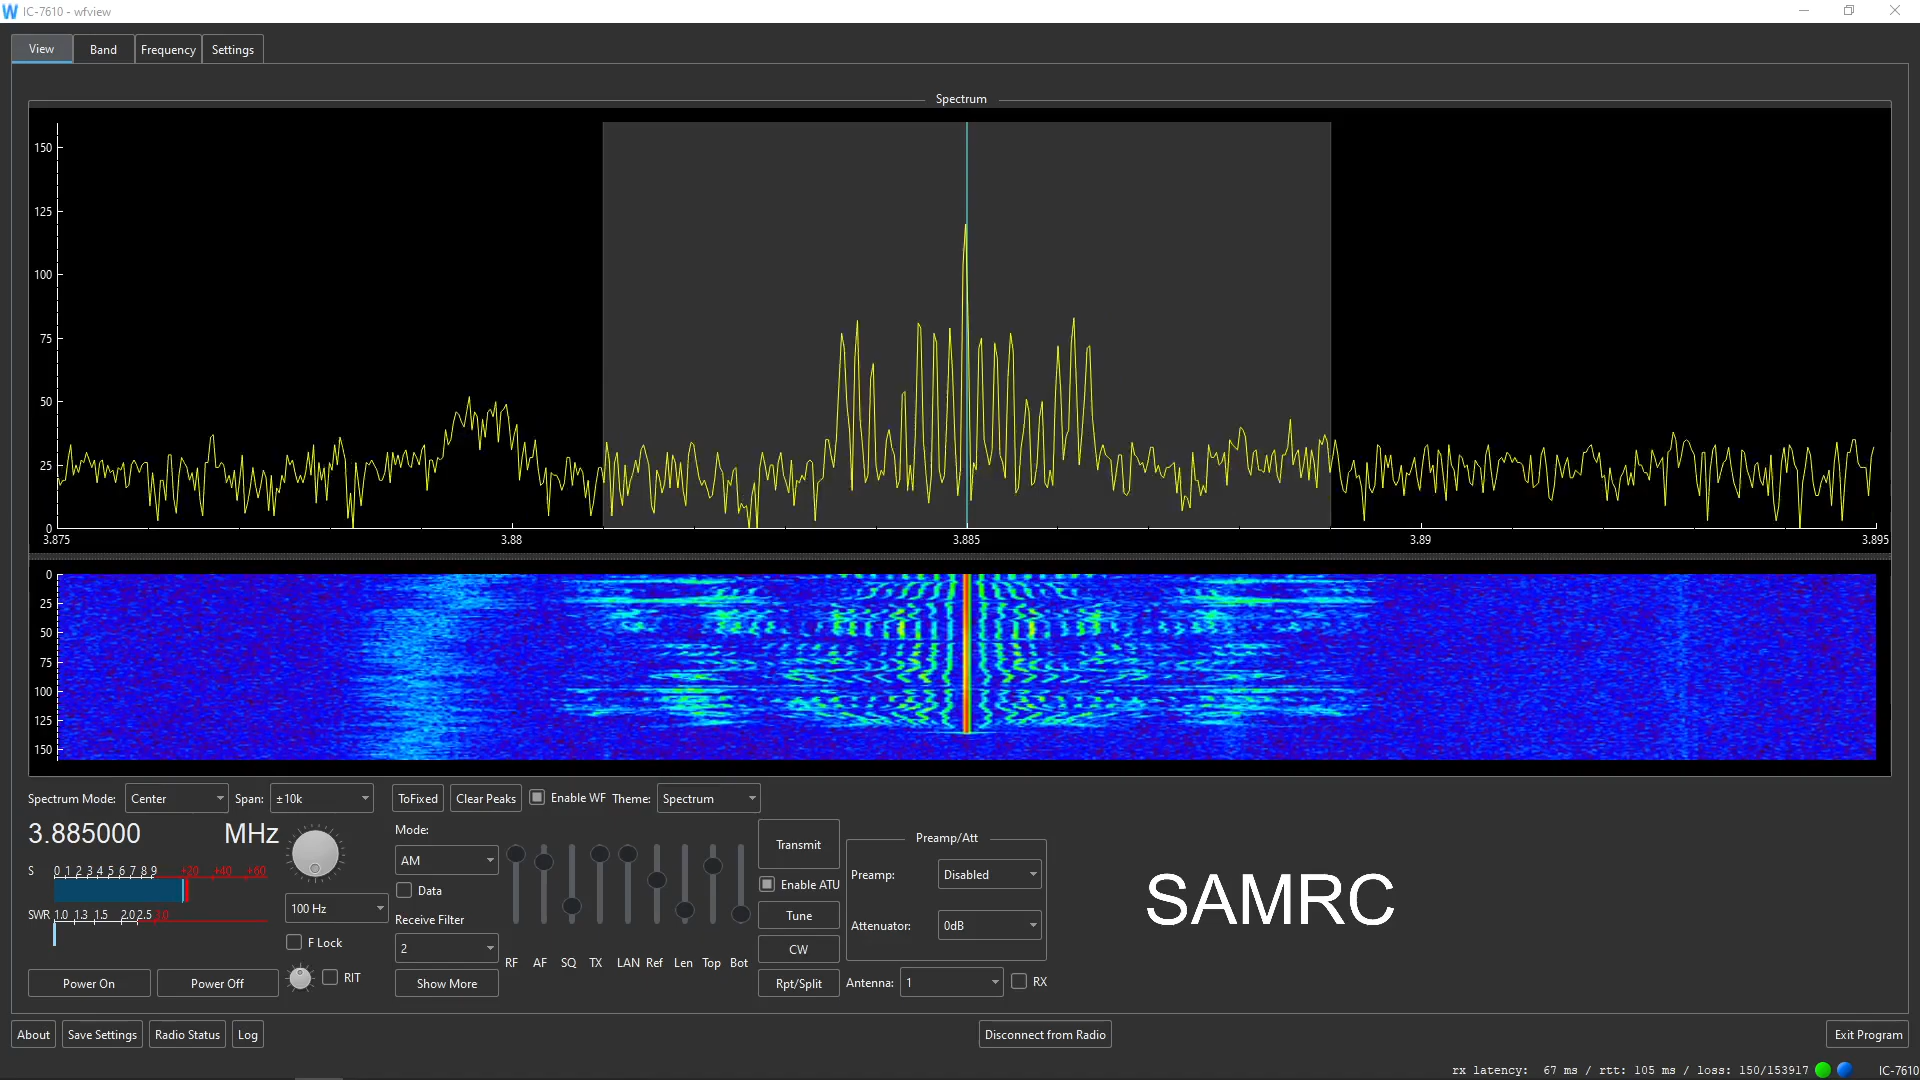 IC-7610 - wfview
View Band Frequency Settings
Spectrum
150
125
100
75
50
25
0
3.875 3.88 3.885 3.89 3.895
0
25
50
75
100
125
150
Spectrum Mode: Center Span: ±10k ToFixed Clear Peaks Enable WF Theme: Spectrum
3.885000 MHz
S 0 1 2 3 4 5 6 7 8 9 +20 +40 +60
SWR 1.0 1.3 1.5 2.0 2.5 3.0
100 Hz
F Lock
RIT
Power On Power Off
Mode:
AM
Data
Receive Filter
2
Show More
RF AF SQ TX LAN Ref Len Top Bot
Transmit
Enable ATU
Tune
CW
Rpt/Split
Preamp/Att
Preamp: Disabled
Attenuator: 0dB
Antenna: 1 RX
SAMRC
About Save Settings Radio Status Log Disconnect from Radio Exit Program
rx latency: 67 ms / rtt: 105 ms / loss: 150/153917 IC-7610